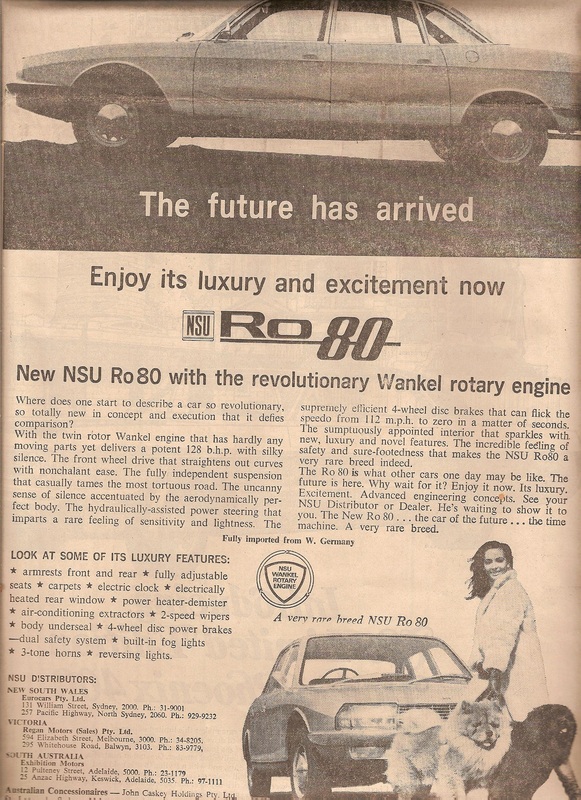 The future has arrived
Enjoy its luxury and excitement now
NSU Ro 80
New NSU Ro80 with the revolutionary Wankel rotary engine
Where does one start to describe a car so revolutionary,
so totally new in concept and execution that it defies
comparison?
With the twin rotor Wankel engine that has hardly any
moving parts yet delivers a potent 128 b.h.p. with silky
silence. The front wheel drive that straightens out curves
with nonchalant ease. The fully independent suspension
that casually tames the most tortuous road. The uncanny
sense of silence accentuated by the aerodynamically per-
fect body. The hydraulically-assisted power steering that
imparts a rare feeling of sensitivity and lightness. The
supremely efficient 4-wheel disc brakes that can flick the
speedo from 112 m.p.h. to zero in a matter of seconds.
The sumptuously appointed interior that sparkles with
new, luxury and novel features. The incredible feeling of
safety and sure-footedness that makes the NSU Ro80 a
very rare breed indeed.
The Ro 80 is what other cars one day may be like. The
future is here. Why wait for it? Enjoy it now. Its luxury.
Excitement. Advanced engineering concepts. See your
NSU Distributor or Dealer. He's waiting to show it to
you. The New Ro 80 . . . the car of the future . . . the time
machine. A very rare breed.
Fully imported from W. Germany
LOOK AT SOME OF ITS LUXURY FEATURES:
★ armrests front and rear ★ fully adjustable
seats ★ carpets ★ electric clock ★ electrically
heated rear window ★ power heater-demister
★ air-conditioning extractors ★ 2-speed wipers
★ body underseal ★ 4-wheel disc power brakes
—dual safety system ★ built-in fog lights
★ 3-tone horns ★ reversing lights.
NSU
WANKEL
ROTARY
ENGINE
A very rare breed NSU Ro 80
NSU DISTRIBUTORS:
NEW SOUTH WALES
Eurocars Pty. Ltd.
131 William Street, Sydney, 2000. Ph.: 31-9001
257 Pacific Highway, North Sydney, 2060. Ph.: 929-9232
VICTORIA
Regan Motors (Sales) Pty. Ltd.
594 Elizabeth Street, Melbourne, 3000. Ph.: 34-8205,
295 Whitehorse Road, Balwyn, 3103. Ph.: 83-9779,
SOUTH AUSTRALIA
Exhibition Motors
12 Pulteney Street, Adelaide, 5000. Ph.: 23-1179
25 Anzac Highway, Keswick, Adelaide, 5035. Ph.: 97-1111
Australian Concessionaires — John Caskey Holdings Pty. Ltd.